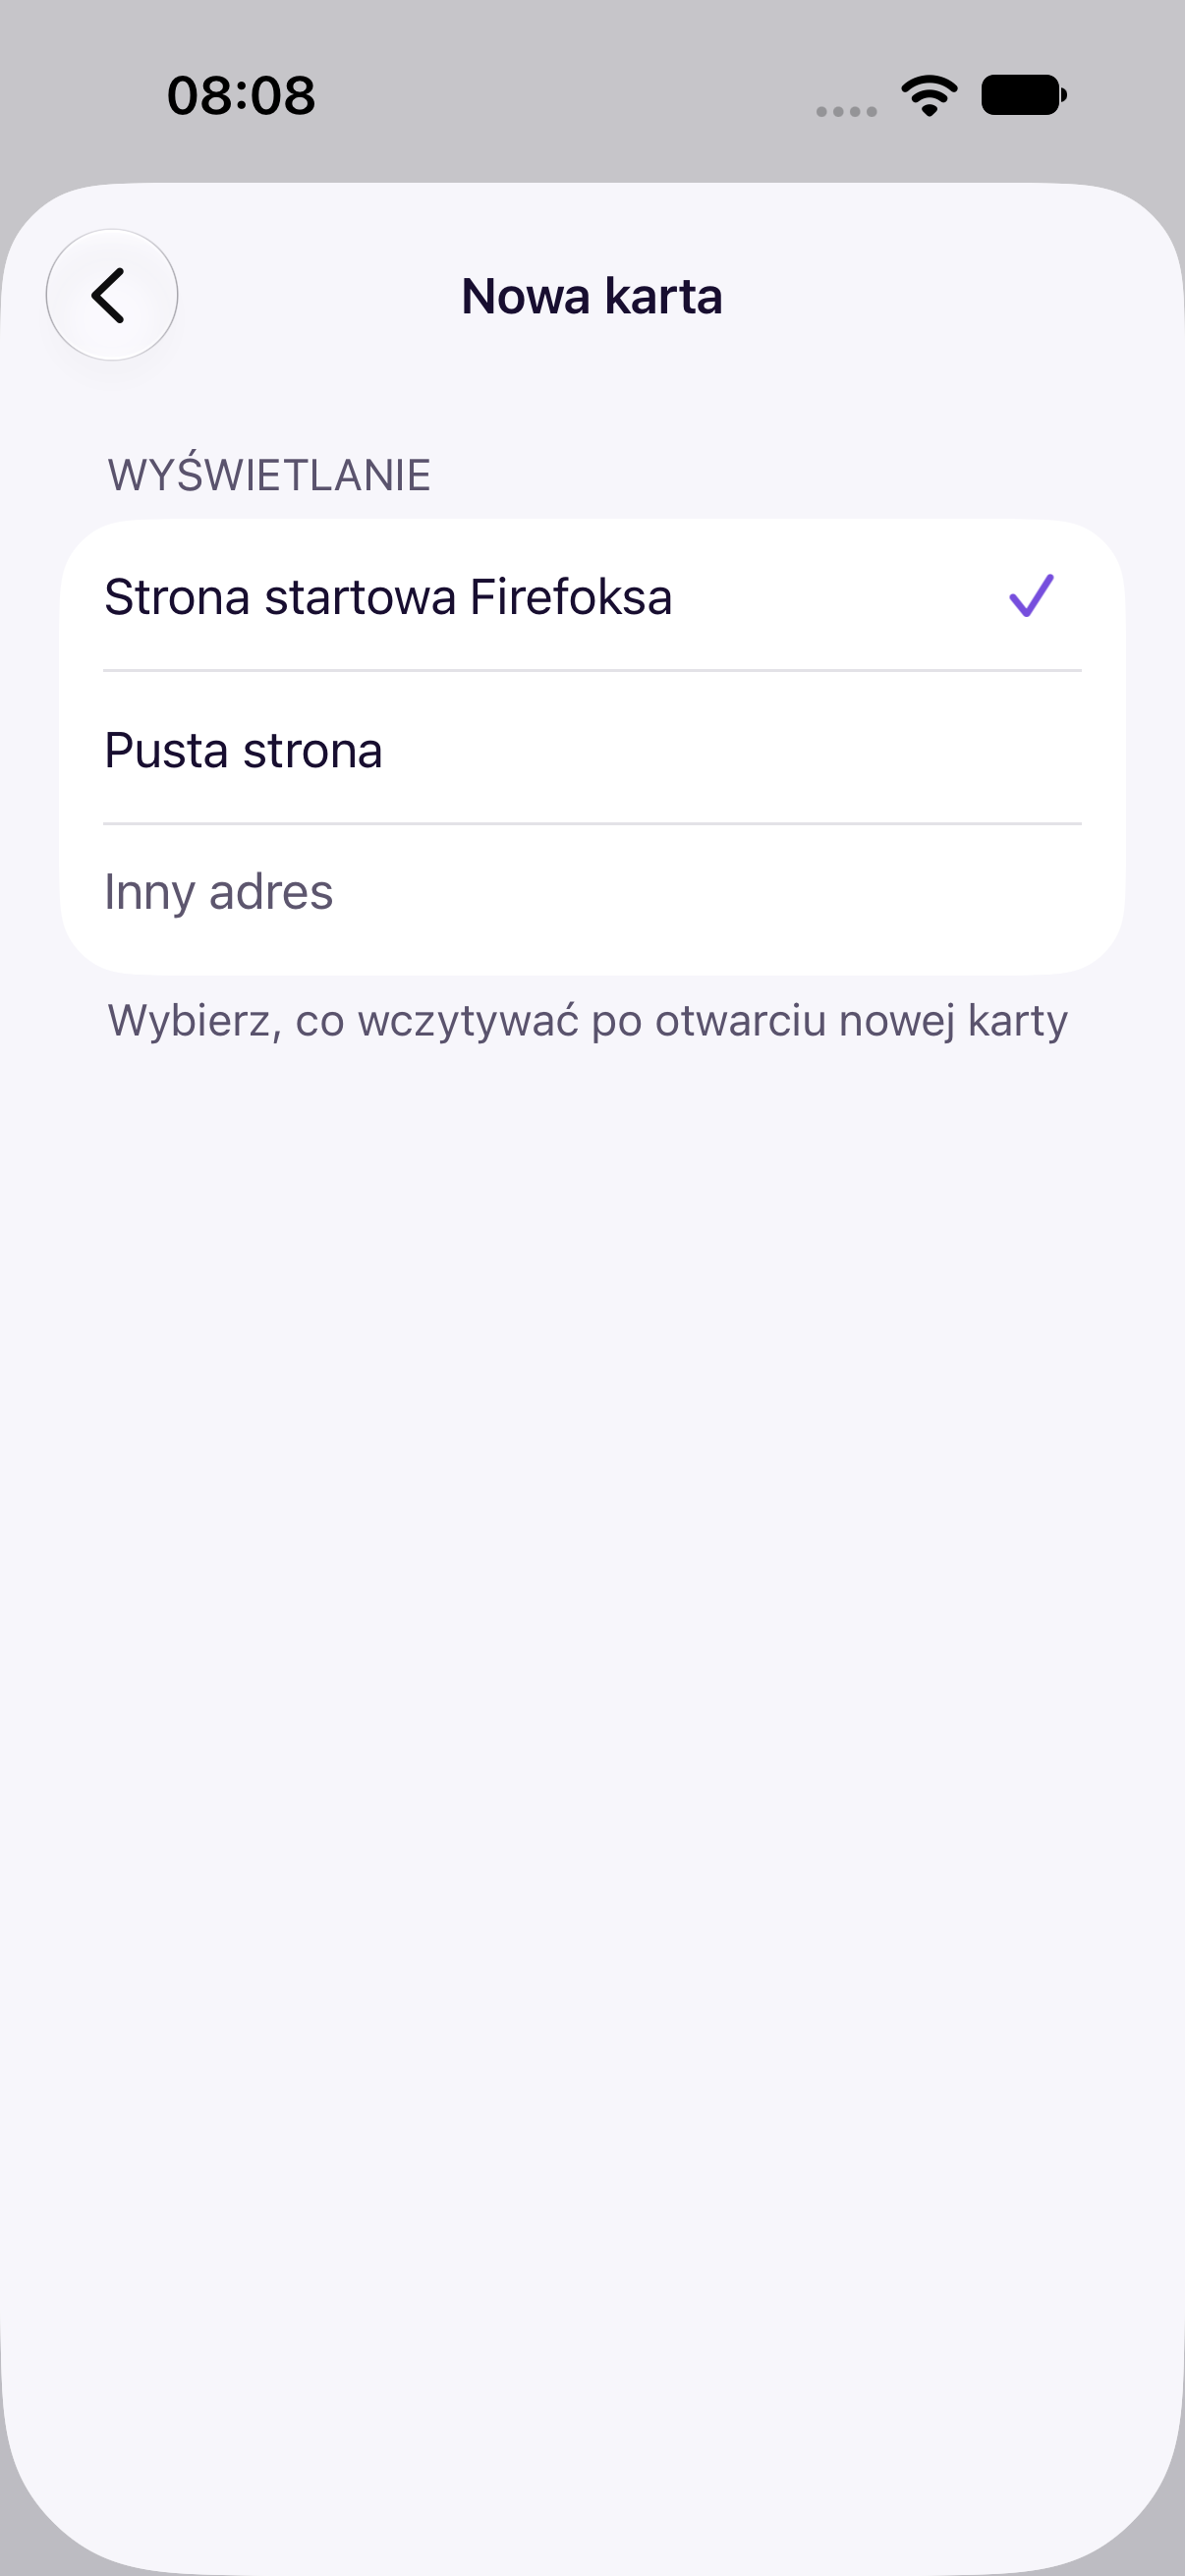 08:08
Nowa karta
WYŚWIETLANIE
Strona startowa Firefoksa
Pusta strona
Inny adres
Wybierz, co wczytywać po otwarciu nowej karty